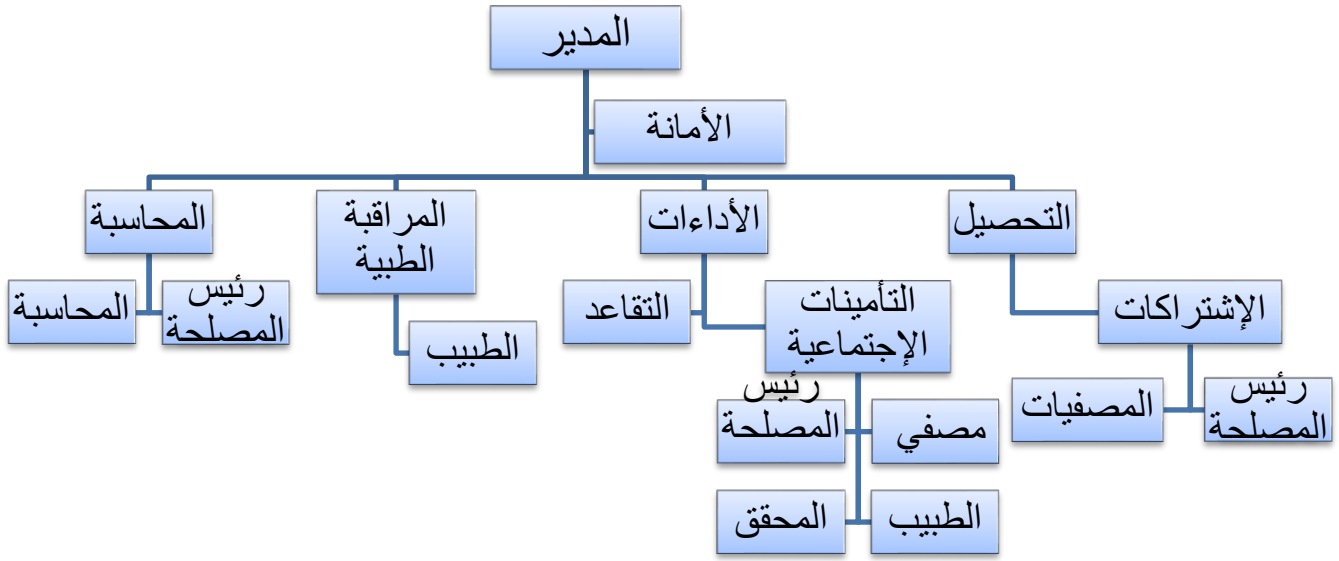 المدير
الأمانة
التحصيل
الأداءات
المراقبة
الطبية
المحاسبة
الإشتراكات
التأمينات
الإجتماعية
التقاعد
الطبيب
رئيس
المصلحة
المحاسبة
رئيس
المصلحة
المصفيات
مصفي
رئيس
المصلحة
الطبيب
المحقق